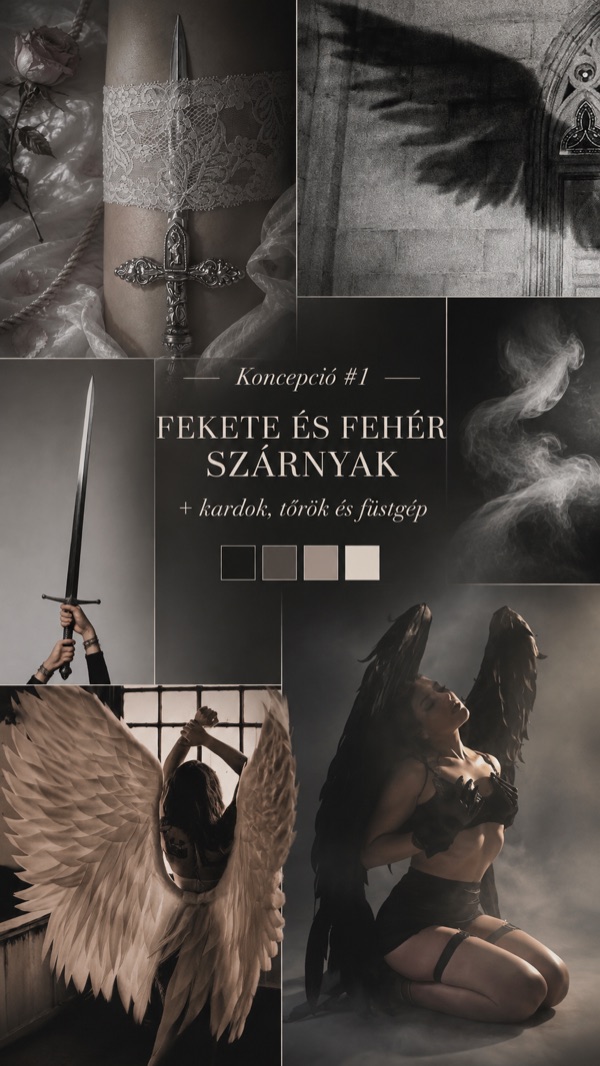 Koncepció #1
FEKETE ÉS FEHÉR
SZÁRNYAK
+ kardok, tőrök és füstgép